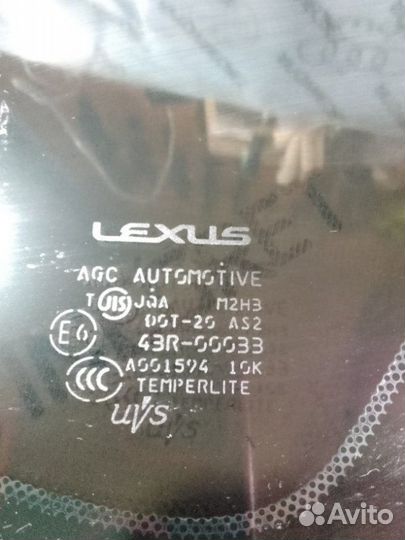 LEXUS
AGC AUTOMOTIVE
T JIS JQA M2H3
DOT-20 AS2
E6 43R-00033
CCC A001594 10K
TEMPERLITE
UVS
Avito